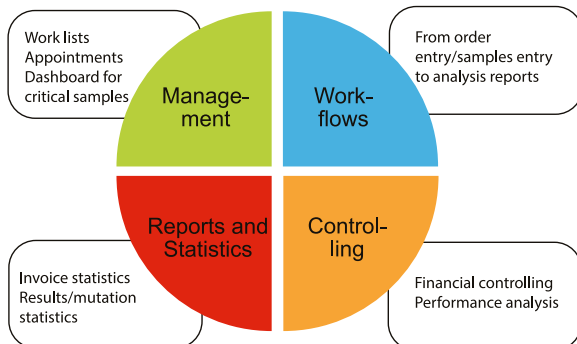 Work lists
Appointments
Dashboard for
critical samples
Manage-
ment
Work-
flows
From order
entry/samples entry
to analysis reports
Reports and
Statistics
Invoice statistics
Results/mutation
statistics
Control-
ling
Financial controlling
Performance analysis